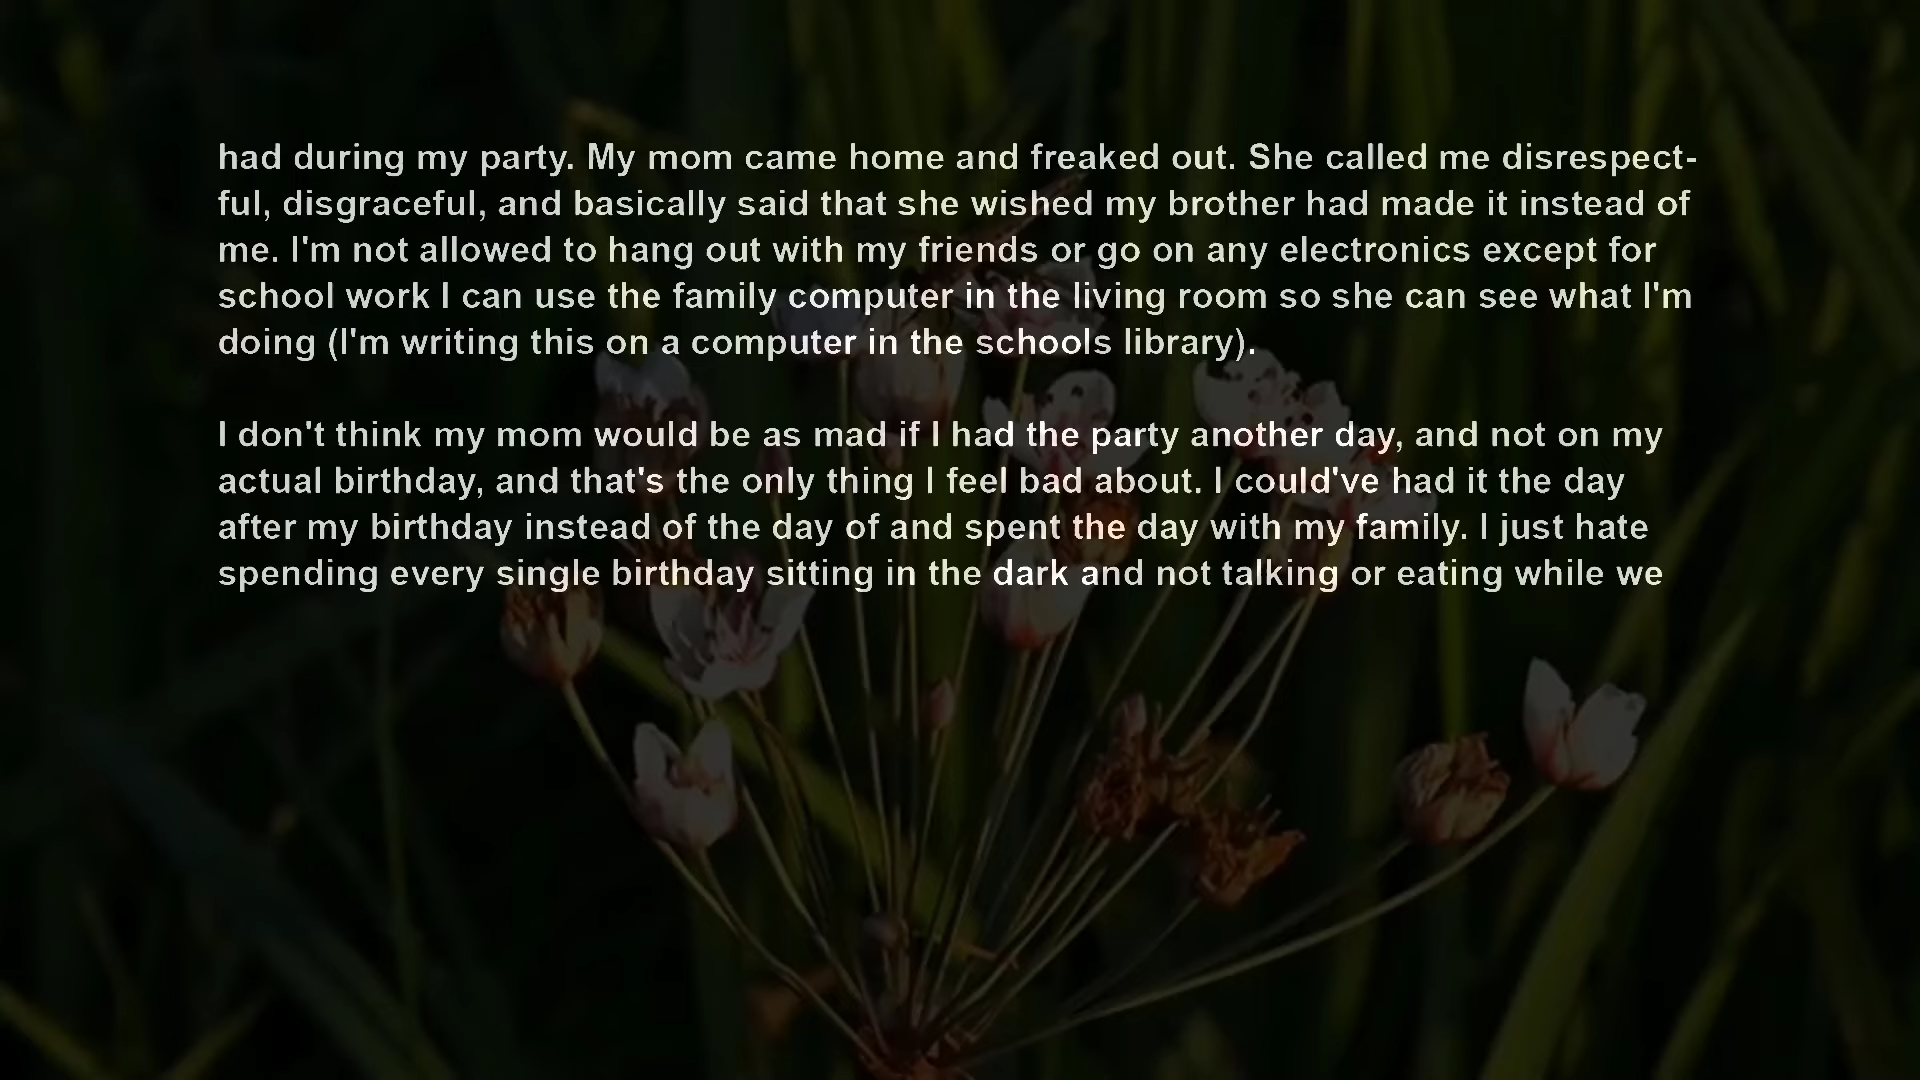 had during my party. My mom came home and freaked out. She called me disrespect-
ful, disgraceful, and basically said that she wished my brother had made it instead of
me. I'm not allowed to hang out with my friends or go on any electronics except for
school work I can use the family computer in the living room so she can see what I'm
doing (I'm writing this on a computer in the schools library).
I don't think my mom would be as mad if I had the party another day, and not on my
actual birthday, and that's the only thing I feel bad about. I could've had it the day
after my birthday instead of the day of and spent the day with my family. I just hate
spending every single birthday sitting in the dark and not talking or eating while we